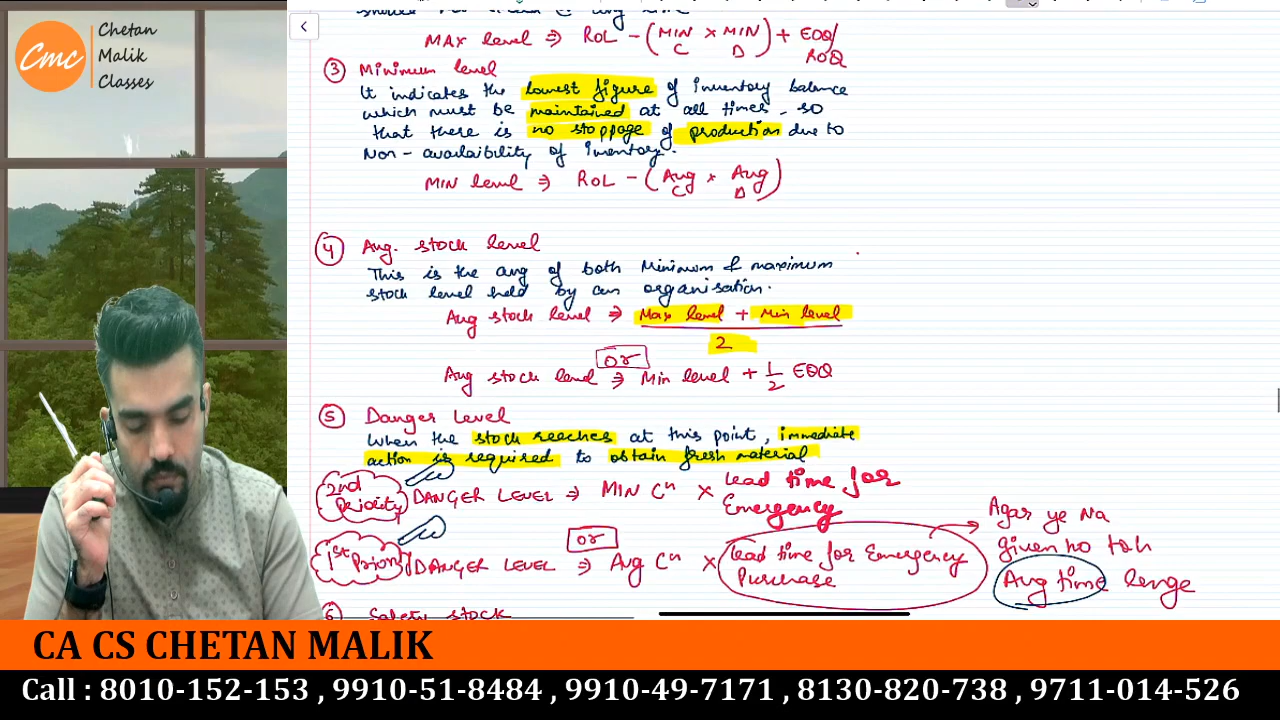 Chetan
Malik
Classes
Cmc
MAX level ⇒ ROL - (MIN C × MIN D) + EOQ/ROQ
③ Minimum level
It indicates the lowest figure of inventory balance
which must be maintained at all times, so
that there is no stoppage of production due to
Non-availability of Inventory.
MIN level ⇒ ROL - (Avg C × Avg D)
④ Avg. stock level
This is the avg of both Minimum & maximum
stock level held by an organisation.
Avg stock level ⇒ Max level + Min level
2
or
Avg stock level ⇒ Min level + 1/2 EOQ
⑤ Danger Level
When the stock reaches at this point, immediate
action is required to obtain fresh material
2nd Priority DANGER LEVEL ⇒ MIN Cⁿ × lead time for
Emergency
or
1st Priority DANGER LEVEL ⇒ Avg Cⁿ × lead time for Emergency
Purchase
Agar ye Na
given ho toh
Avg time lenge
⑥ Safety stock
CA CS CHETAN MALIK
Call : 8010-152-153 , 9910-51-8484 , 9910-49-7171 , 8130-820-738 , 9711-014-526